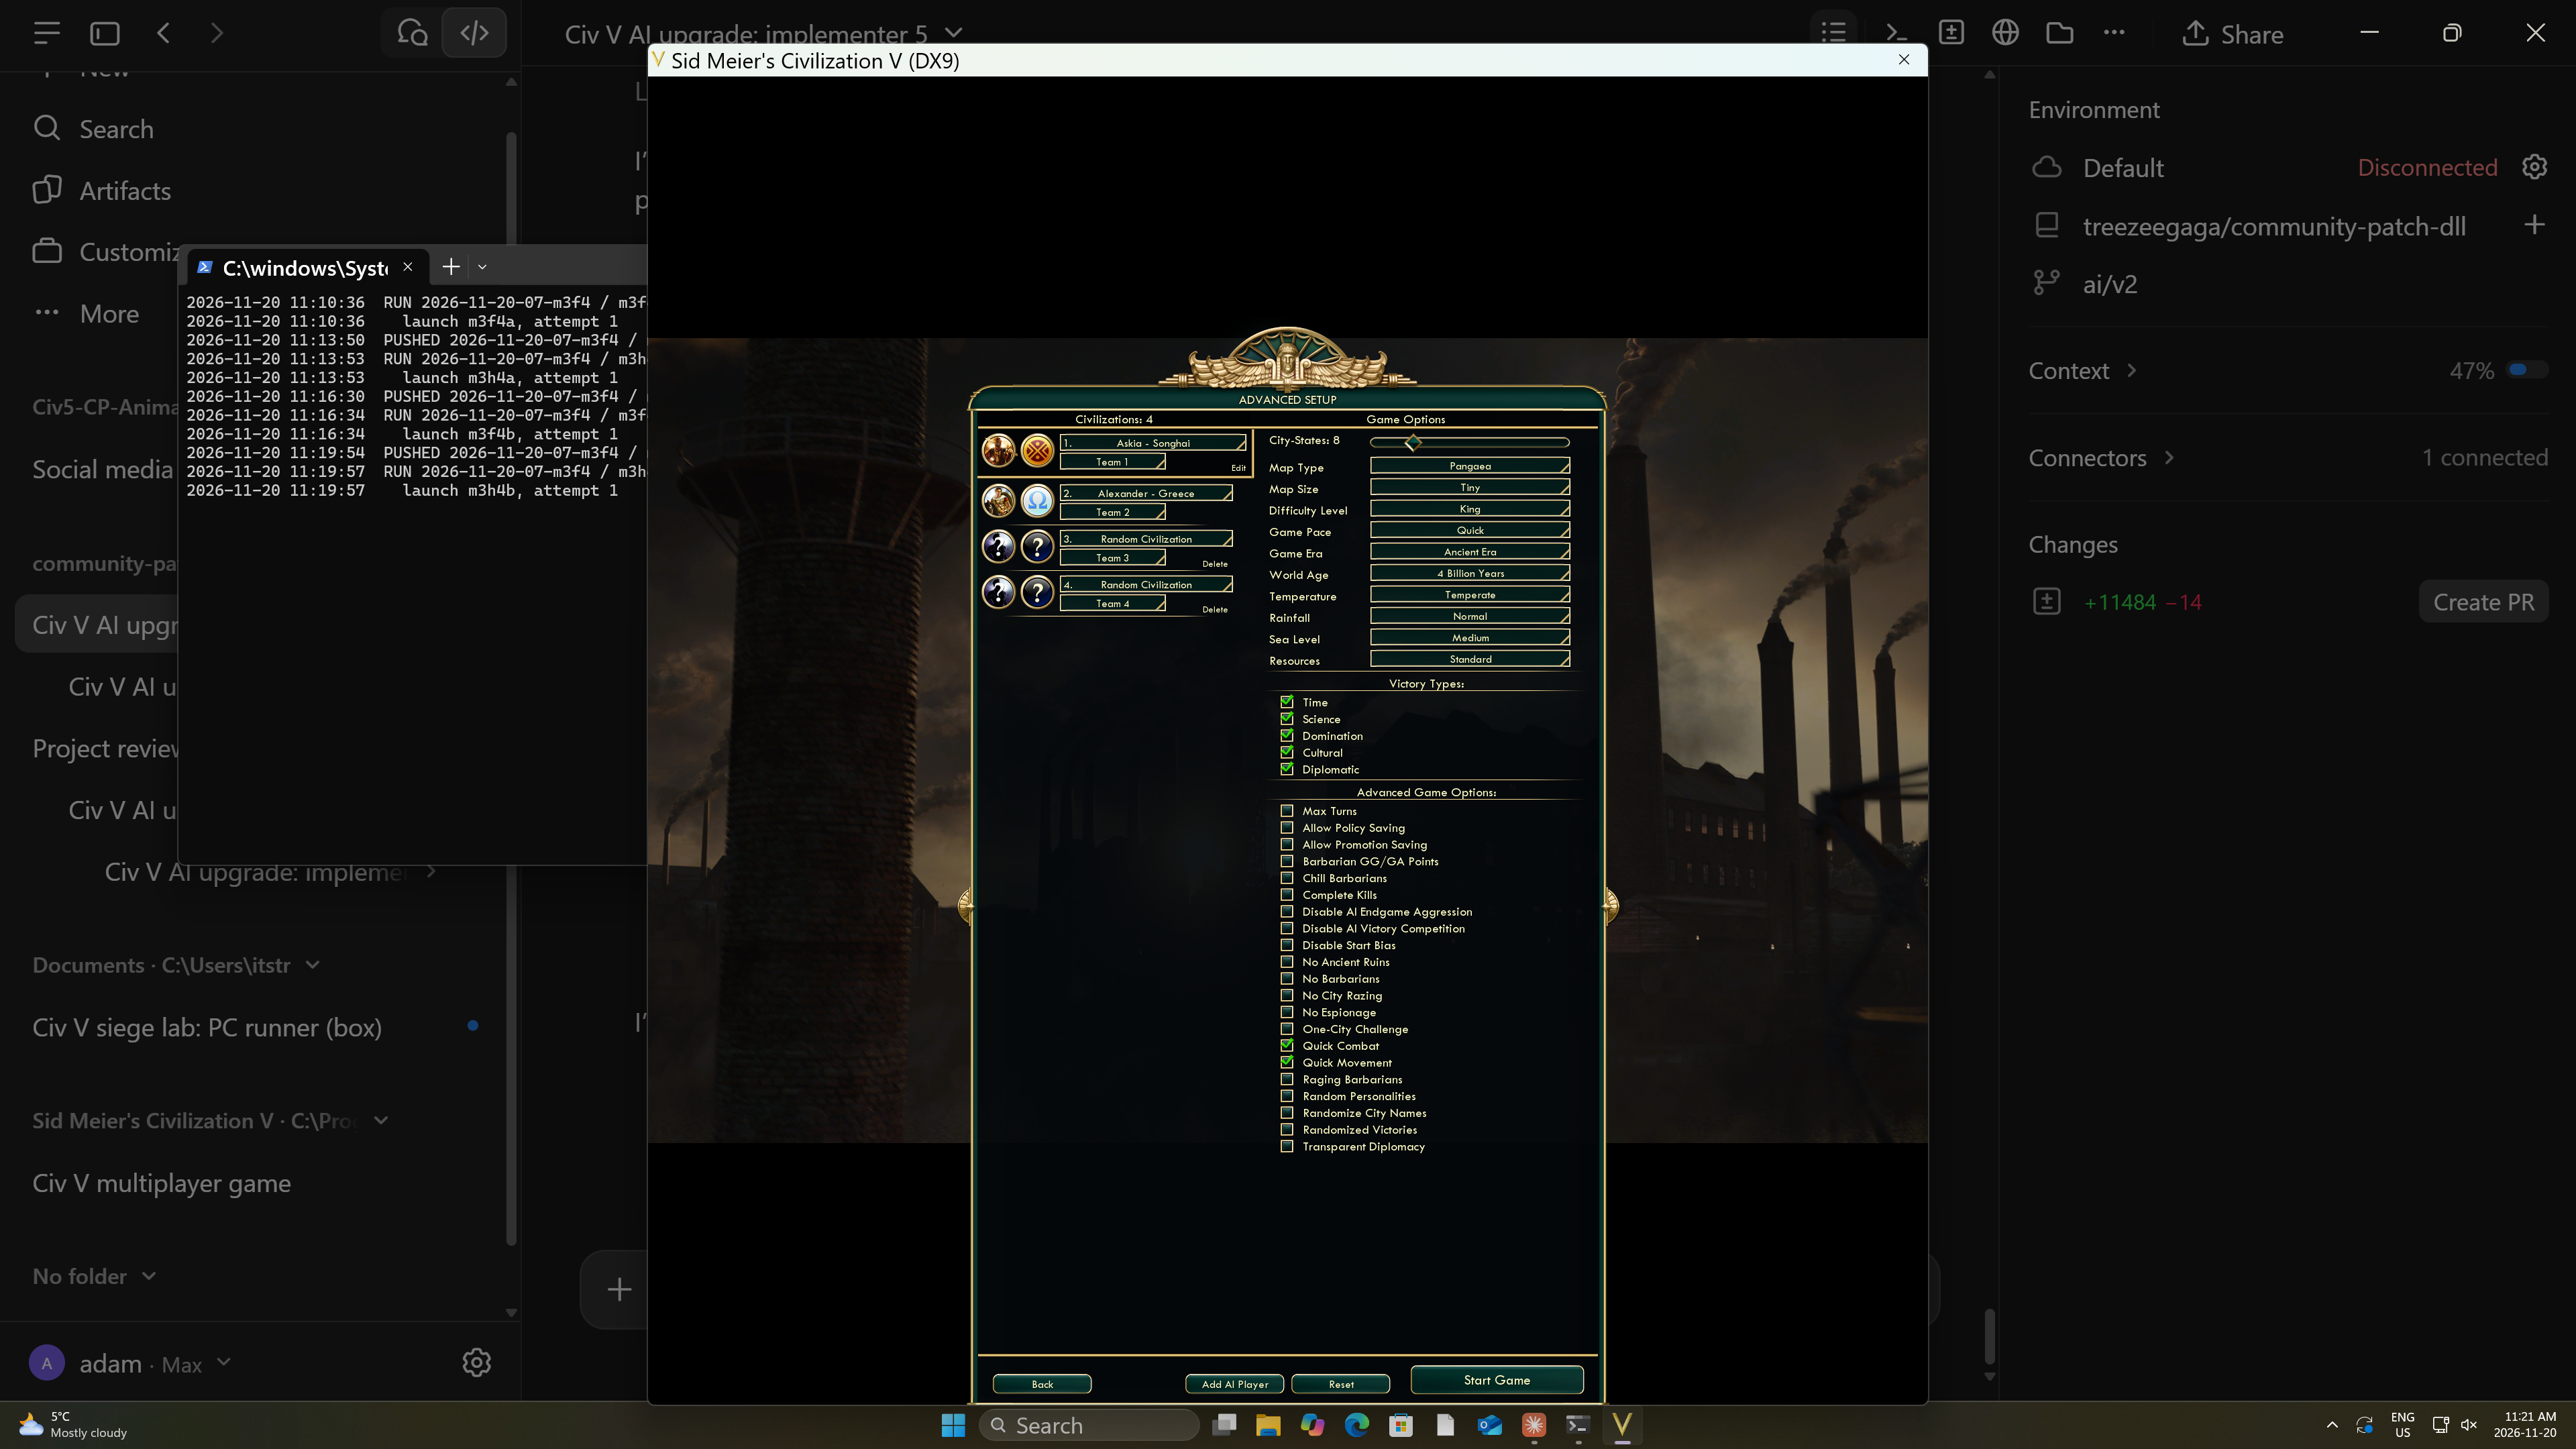 Civ V AI upgrade: implementer 5
Share
New
Search
Artifacts
Customiz
More
Civ5-CP-Anima
Social media
community-pa
Civ V AI upgr
Civ V AI u
Project review
Civ V AI u
Civ V AI upgrade: implemer
Documents · C:\Users\itstr
Civ V siege lab: PC runner (box)
Sid Meier's Civilization V · C:\Prog
Civ V multiplayer game
No folder
A
adam · Max
C:\windows\Syste
2026-11-20 11:10:36 RUN 2026-11-20-07-m3f4 / m3f
2026-11-20 11:10:36 launch m3f4a, attempt 1
2026-11-20 11:13:50 PUSHED 2026-11-20-07-m3f4 /
2026-11-20 11:13:53 RUN 2026-11-20-07-m3f4 / m3h
2026-11-20 11:13:53 launch m3h4a, attempt 1
2026-11-20 11:16:30 PUSHED 2026-11-20-07-m3f4 /
2026-11-20 11:16:34 RUN 2026-11-20-07-m3f4 / m3f
2026-11-20 11:16:34 launch m3f4b, attempt 1
2026-11-20 11:19:54 PUSHED 2026-11-20-07-m3f4 /
2026-11-20 11:19:57 RUN 2026-11-20-07-m3f4 / m3h
2026-11-20 11:19:57 launch m3h4b, attempt 1
Sid Meier's Civilization V (DX9)
ADVANCED SETUP
Civilizations: 4
1. Askia - Songhai
Team 1
Edit
2. Alexander - Greece
Team 2
3. Random Civilization
Team 3
Delete
4. Random Civilization
Team 4
Delete
Game Options
City-States: 8
Map Type Pangaea
Map Size Tiny
Difficulty Level King
Game Pace Quick
Game Era Ancient Era
World Age 4 Billion Years
Temperature Temperate
Rainfall Normal
Sea Level Medium
Resources Standard
Victory Types:
Time
Science
Domination
Cultural
Diplomatic
Advanced Game Options:
Max Turns
Allow Policy Saving
Allow Promotion Saving
Barbarian GG/GA Points
Chill Barbarians
Complete Kills
Disable AI Endgame Aggression
Disable AI Victory Competition
Disable Start Bias
No Ancient Ruins
No Barbarians
No City Razing
No Espionage
One-City Challenge
Quick Combat
Quick Movement
Raging Barbarians
Random Personalities
Randomize City Names
Randomized Victories
Transparent Diplomacy
Back
Add AI Player
Reset
Start Game
Environment
Default Disconnected
treezeegaga/community-patch-dll
ai/v2
Context 47%
Connectors 1 connected
Changes
+11484 −14 Create PR
5°C
Mostly cloudy
Search
ENG
US
11:21 AM
2026-11-20